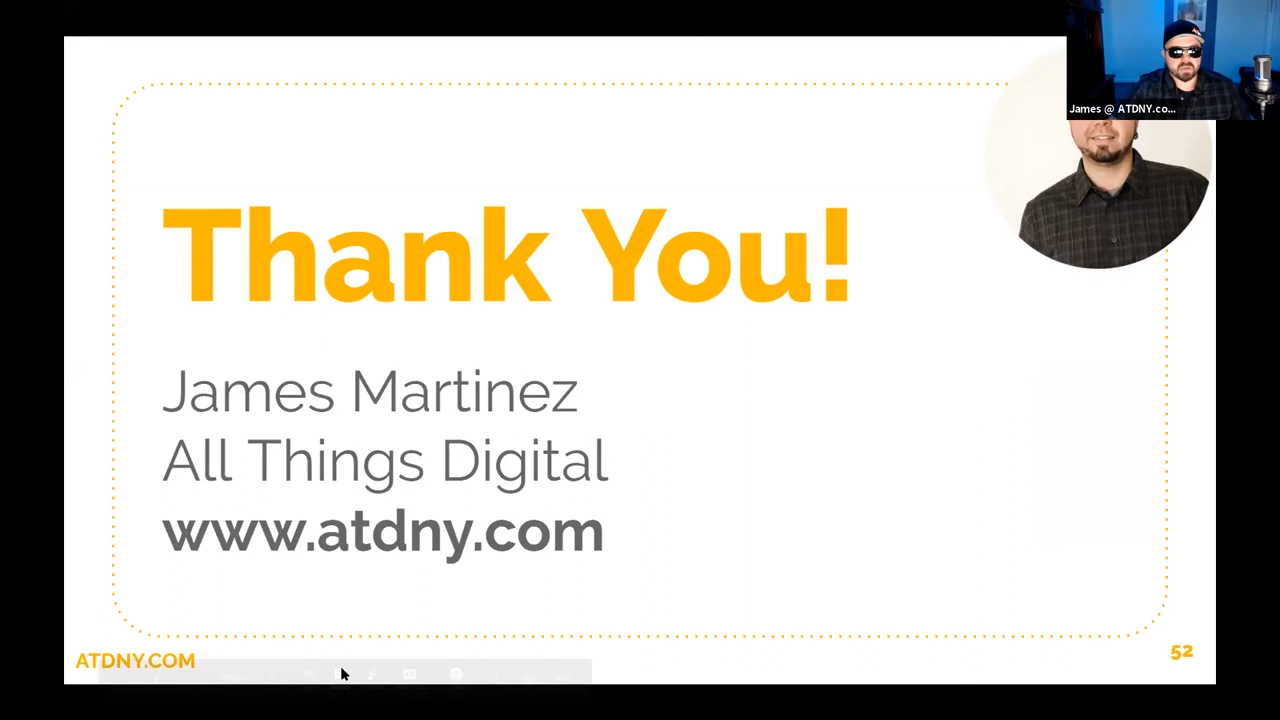 James @ ATDNY.co...
Thank You!
James Martinez
All Things Digital
www.atdny.com
ATDNY.COM
52